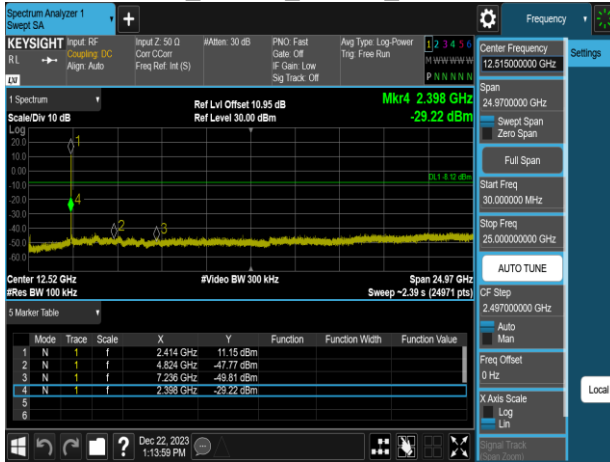 Spectrum Analyzer 1
Swept SA
Frequency
KEYSIGHT
Input: RF
Coupling: DC
Align: Auto
Input Z: 50 Ω
Corr CCorr
Freq Ref: Int (S)
#Atten: 30 dB
PNO: Fast
Gate: Off
IF Gain: Low
Sig Track: Off
Avg Type: Log-Power
Trig: Free Run
1 2 3 4 5 6
M W W W W W
P N N N N N
RL
LXI
1 Spectrum
Scale/Div 10 dB
Ref Lvl Offset 10.95 dB
Ref Level 30.00 dBm
Mkr4 2.398 GHz
-29.22 dBm
Log
20.0
10.0
0.00
-10.0
-20.0
-30.0
-40.0
-50.0
-60.0
1
2
3
4
DL1 -8.12 dBm
Center 12.52 GHz
#Res BW 100 kHz
#Video BW 300 kHz
Span 24.97 GHz
Sweep ~2.39 s (24971 pts)
5 Marker Table
Mode Trace Scale X Y Function Function Width Function Value
1 N 1 f 2.414 GHz 11.15 dBm
2 N 1 f 4.824 GHz -47.77 dBm
3 N 1 f 7.236 GHz -49.81 dBm
4 N 1 f 2.398 GHz -29.22 dBm
5
6
Dec 22, 2023
1:13:59 PM
Center Frequency
12.515000000 GHz
Settings
Span
24.9700000 GHz
Swept Span
Zero Span
Full Span
Start Freq
30.000000 MHz
Stop Freq
25.000000000 GHz
AUTO TUNE
CF Step
2.497000000 GHz
Auto
Man
Freq Offset
0 Hz
X Axis Scale
Log
Lin
Local
Signal Track
(Span Zoom)